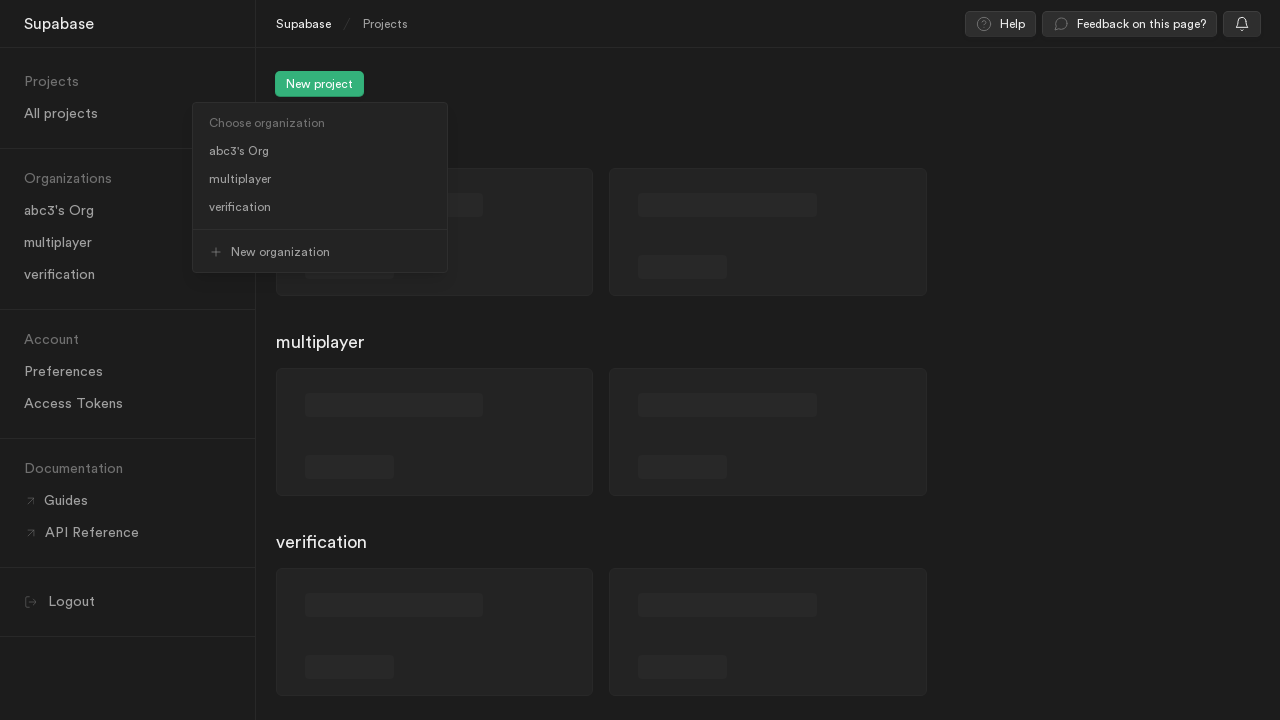 Supabase
Supabase / Projects
Help
Feedback on this page?
Projects
All projects
Organizations
abc3's Org
multiplayer
verification
Account
Preferences
Access Tokens
Documentation
Guides
API Reference
Logout
New project
Choose organization
abc3's Org
multiplayer
verification
New organization
multiplayer
verification